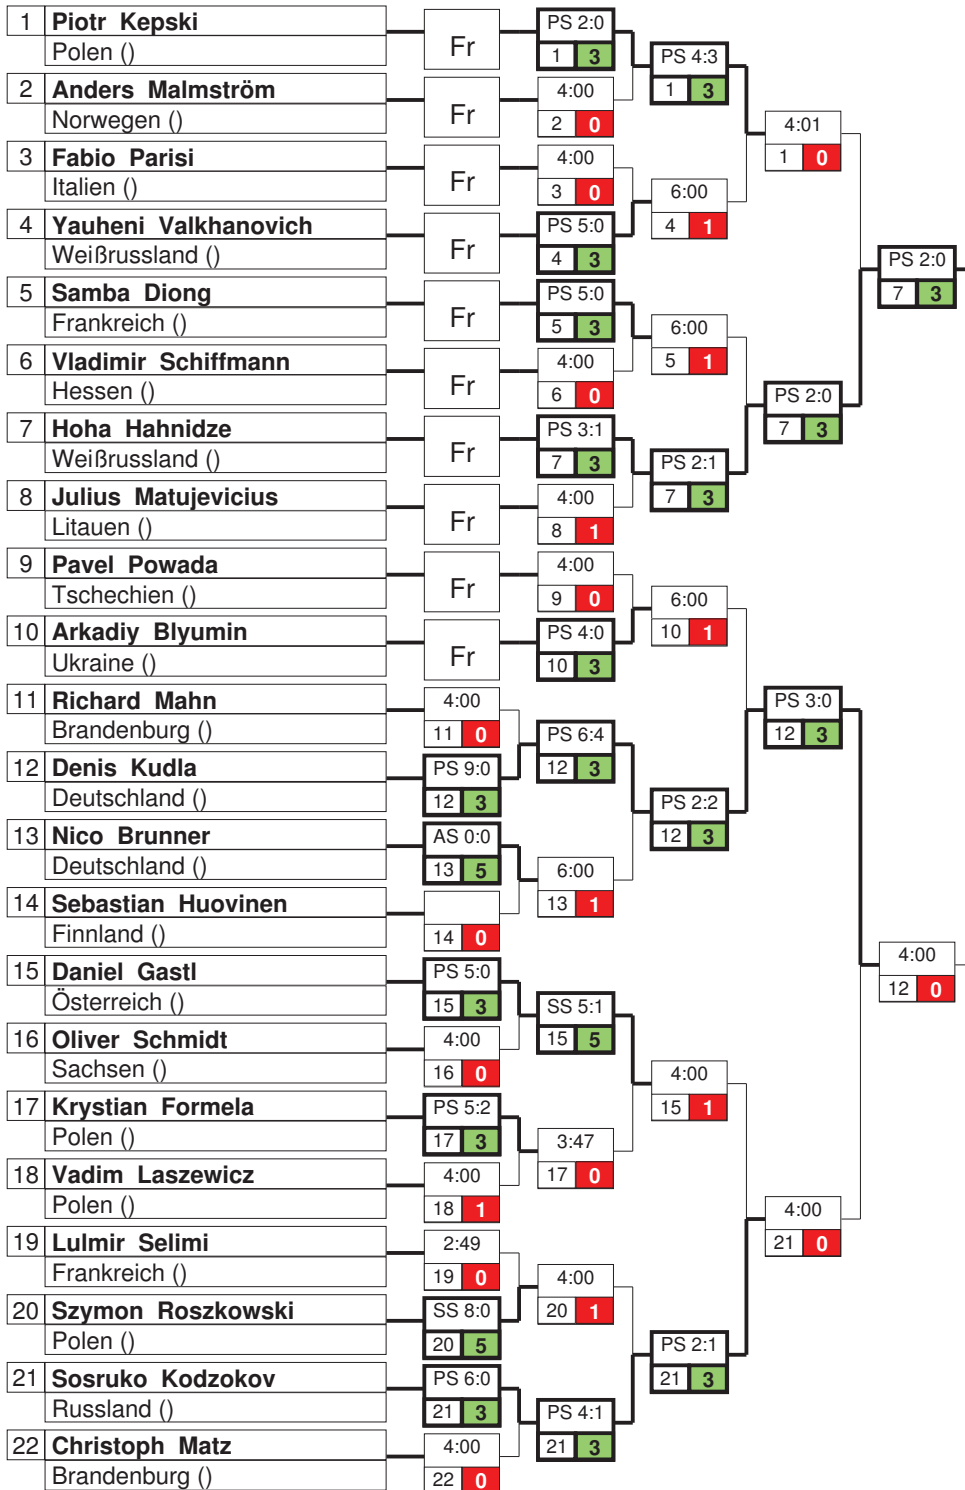 1 Piotr Kepski
Polen ()
2 Anders Malmström
Norwegen ()
3 Fabio Parisi
Italien ()
4 Yauheni Valkhanovich
Weißrussland ()
5 Samba Diong
Frankreich ()
6 Vladimir Schiffmann
Hessen ()
7 Hoha Hahnidze
Weißrussland ()
8 Julius Matujevicius
Litauen ()
9 Pavel Powada
Tschechien ()
10 Arkadiy Blyumin
Ukraine ()
11 Richard Mahn
Brandenburg ()
12 Denis Kudla
Deutschland ()
13 Nico Brunner
Deutschland ()
14 Sebastian Huovinen
Finnland ()
15 Daniel Gastl
Österreich ()
16 Oliver Schmidt
Sachsen ()
17 Krystian Formela
Polen ()
18 Vadim Laszewicz
Polen ()
19 Lulmir Selimi
Frankreich ()
20 Szymon Roszkowski
Polen ()
21 Sosruko Kodzokov
Russland ()
22 Christoph Matz
Brandenburg ()
Fr
Fr
Fr
Fr
Fr
Fr
Fr
Fr
Fr
Fr
4:00
11 0
PS 9:0
12 3
AS 0:0
13 5
14 0
PS 5:0
15 3
4:00
16 0
PS 5:2
17 3
4:00
18 1
2:49
19 0
SS 8:0
20 5
PS 6:0
21 3
4:00
22 0
PS 2:0
1 3
4:00
2 0
4:00
3 0
PS 5:0
4 3
PS 5:0
5 3
4:00
6 0
PS 3:1
7 3
4:00
8 1
4:00
9 0
PS 4:0
10 3
PS 6:4
12 3
6:00
13 1
SS 5:1
15 5
3:47
17 0
4:00
20 1
PS 4:1
21 3
PS 4:3
1 3
6:00
4 1
6:00
5 1
PS 2:1
7 3
6:00
10 1
PS 2:2
12 3
4:00
15 1
PS 2:1
21 3
4:01
1 0
PS 2:0
7 3
PS 3:0
12 3
4:00
21 0
PS 2:0
7 3
4:00
12 0